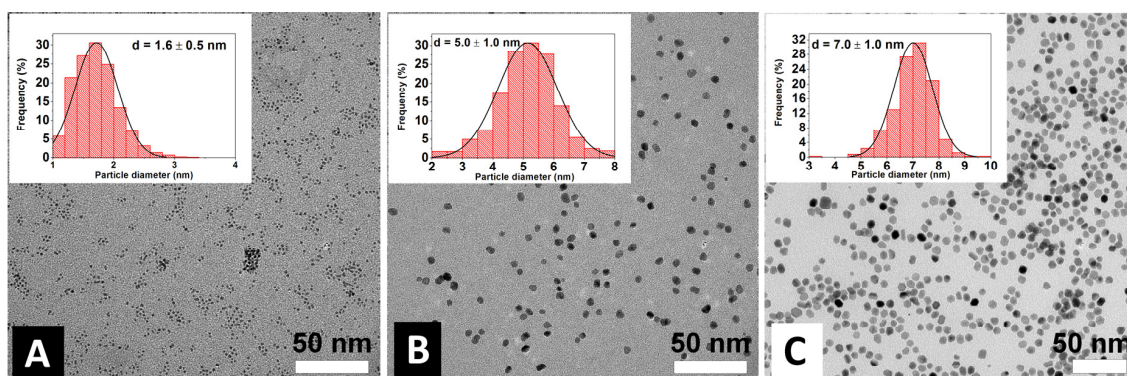 d = 1.6 ± 0.5 nm
30
25
20
15
10
5
0
Frequency (%)
1
2
3
4
Particle diameter (nm)
A
50 nm
d = 5.0 ± 1.0 nm
30
25
20
15
10
5
0
Frequency (%)
2
3
4
5
6
7
8
Particle diameter (nm)
B
50 nm
d = 7.0 ± 1.0 nm
32
28
24
20
16
12
8
4
0
Frequency (%)
3
4
5
6
7
8
9
10
Particle diameter (nm)
C
50 nm